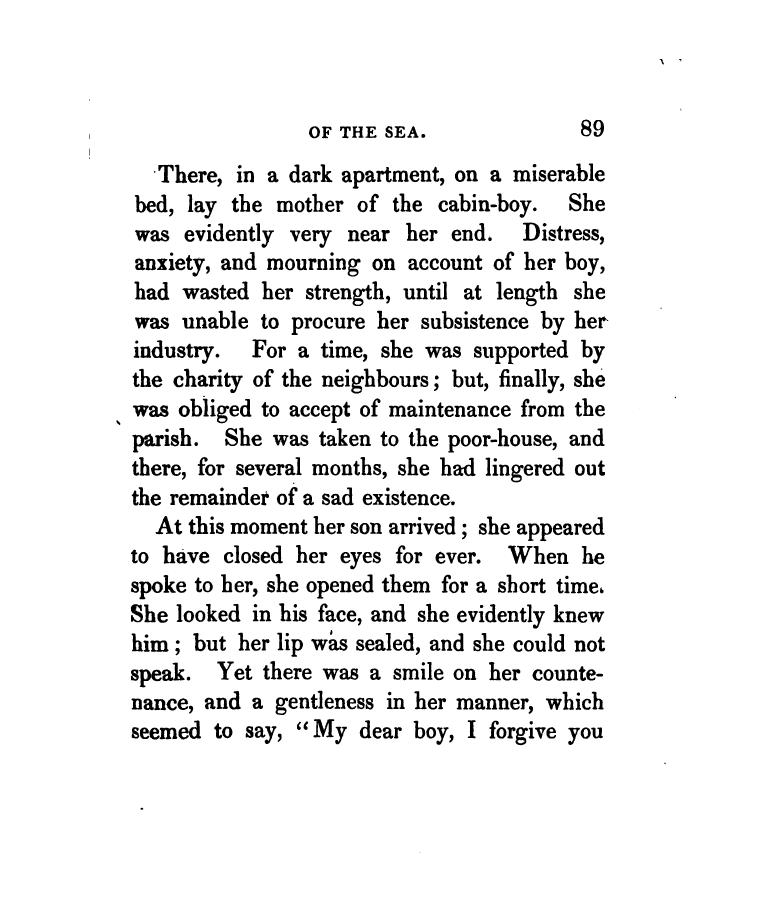 OF THE SEA. 89
There, in a dark apartment, on a miserable
bed, lay the mother of the cabin-boy. She
was evidently very near her end. Distress,
anxiety, and mourning on account of her boy,
had wasted her strength, until at length she
was unable to procure her subsistence by her
industry. For a time, she was supported by
the charity of the neighbours; but, finally, she
was obliged to accept of maintenance from the
parish. She was taken to the poor-house, and
there, for several months, she had lingered out
the remainder of a sad existence.
At this moment her son arrived; she appeared
to have closed her eyes for ever. When he
spoke to her, she opened them for a short time.
She looked in his face, and she evidently knew
him; but her lip was sealed, and she could not
speak. Yet there was a smile on her counte-
nance, and a gentleness in her manner, which
seemed to say, "My dear boy, I forgive you